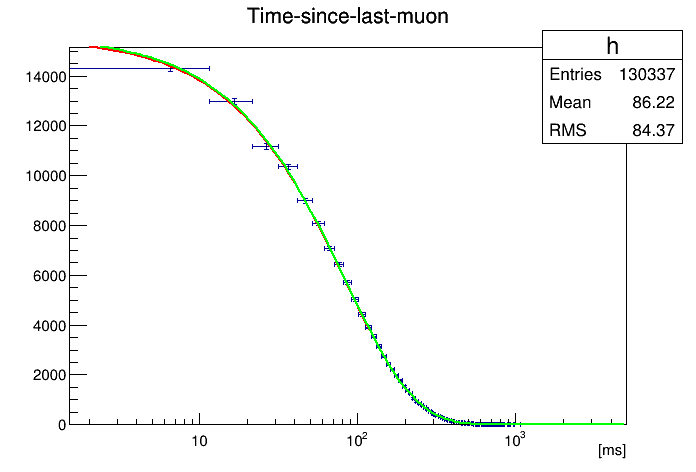 Time-since-last-muon
h
Entries 130337
Mean 86.22
RMS 84.37
14000
12000
10000
8000
6000
4000
2000
0
10 10² 10³
[ms]